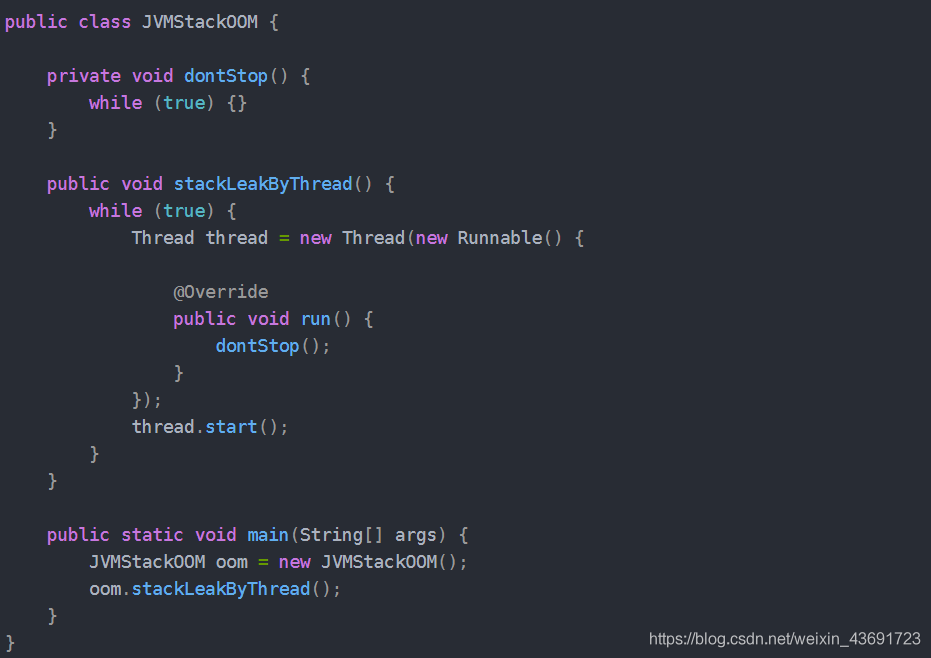 public class JVMStackOOM {
    private void dontStop() {
        while (true) {}
    }
    public void stackLeakByThread() {
        while (true) {
            Thread thread = new Thread(new Runnable() {
                @Override
                public void run() {
                    dontStop();
                }
            });
            thread.start();
        }
    }
    public static void main(String[] args) {
        JVMStackOOM oom = new JVMStackOOM();
        oom.stackLeakByThread();
    }
}
https://blog.csdn.net/weixin_43691723